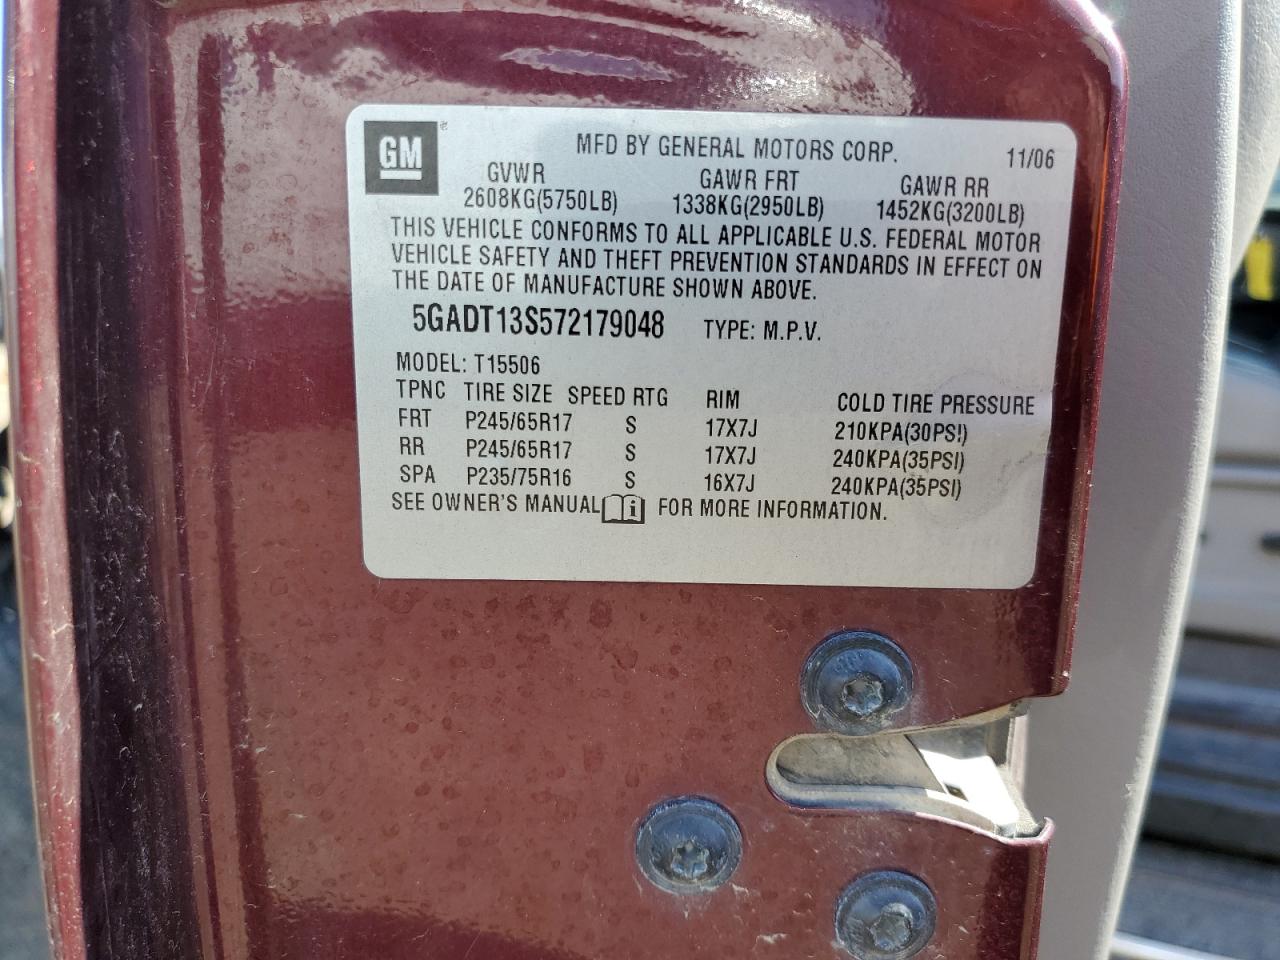 GM
MFD BY GENERAL MOTORS CORP. 11/06
GVWR GAWR FRT GAWR RR
2608KG(5750LB) 1338KG(2950LB) 1452KG(3200LB)
THIS VEHICLE CONFORMS TO ALL APPLICABLE U.S. FEDERAL MOTOR
VEHICLE SAFETY AND THEFT PREVENTION STANDARDS IN EFFECT ON
THE DATE OF MANUFACTURE SHOWN ABOVE.
5GADT13S572179048 TYPE: M.P.V.
MODEL: T15506
TPNC TIRE SIZE SPEED RTG RIM COLD TIRE PRESSURE
FRT P245/65R17 S 17X7J 210KPA(30PSI)
RR P245/65R17 S 17X7J 240KPA(35PSI)
SPA P235/75R16 S 16X7J 240KPA(35PSI)
SEE OWNER'S MANUAL i FOR MORE INFORMATION.